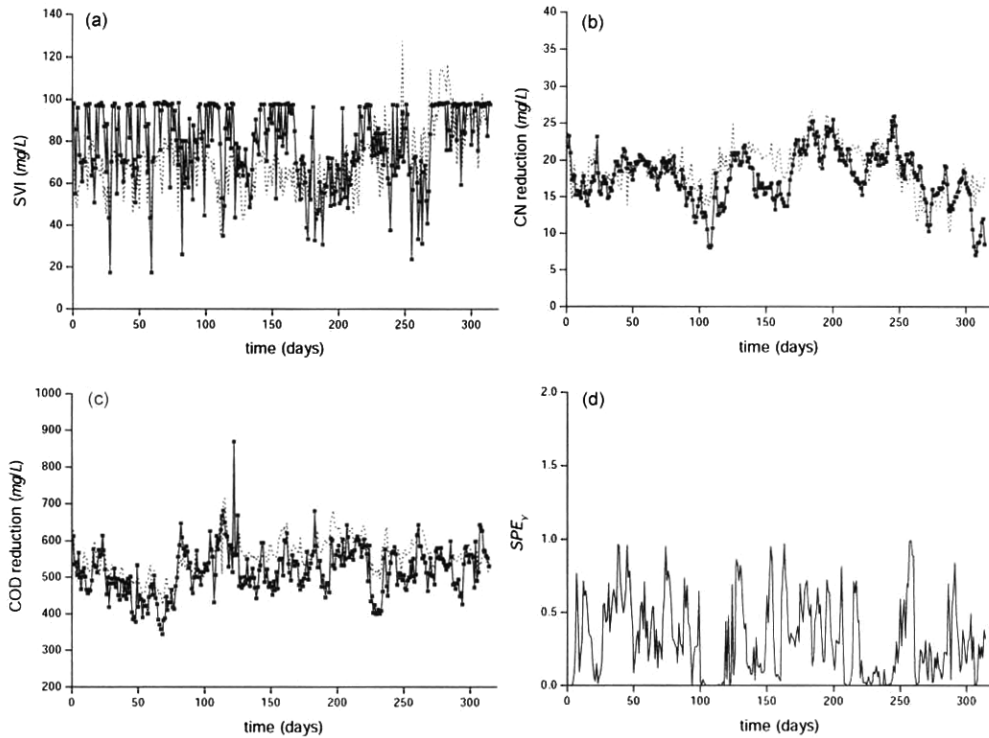 (a)
SVI (mg/L)
140
120
100
80
60
40
20
0
0 50 100 150 200 250 300
time (days)
(b)
CN reduction (mg/L)
40
35
30
25
20
15
10
5
0
0 50 100 150 200 250 300
time (days)
(c)
COD reduction (mg/L)
1000
900
800
700
600
500
400
300
200
0 50 100 150 200 250 300
time (days)
(d)
SPEγ
2.0
1.5
1.0
0.5
0.0
0 50 100 150 200 250 300
time (days)